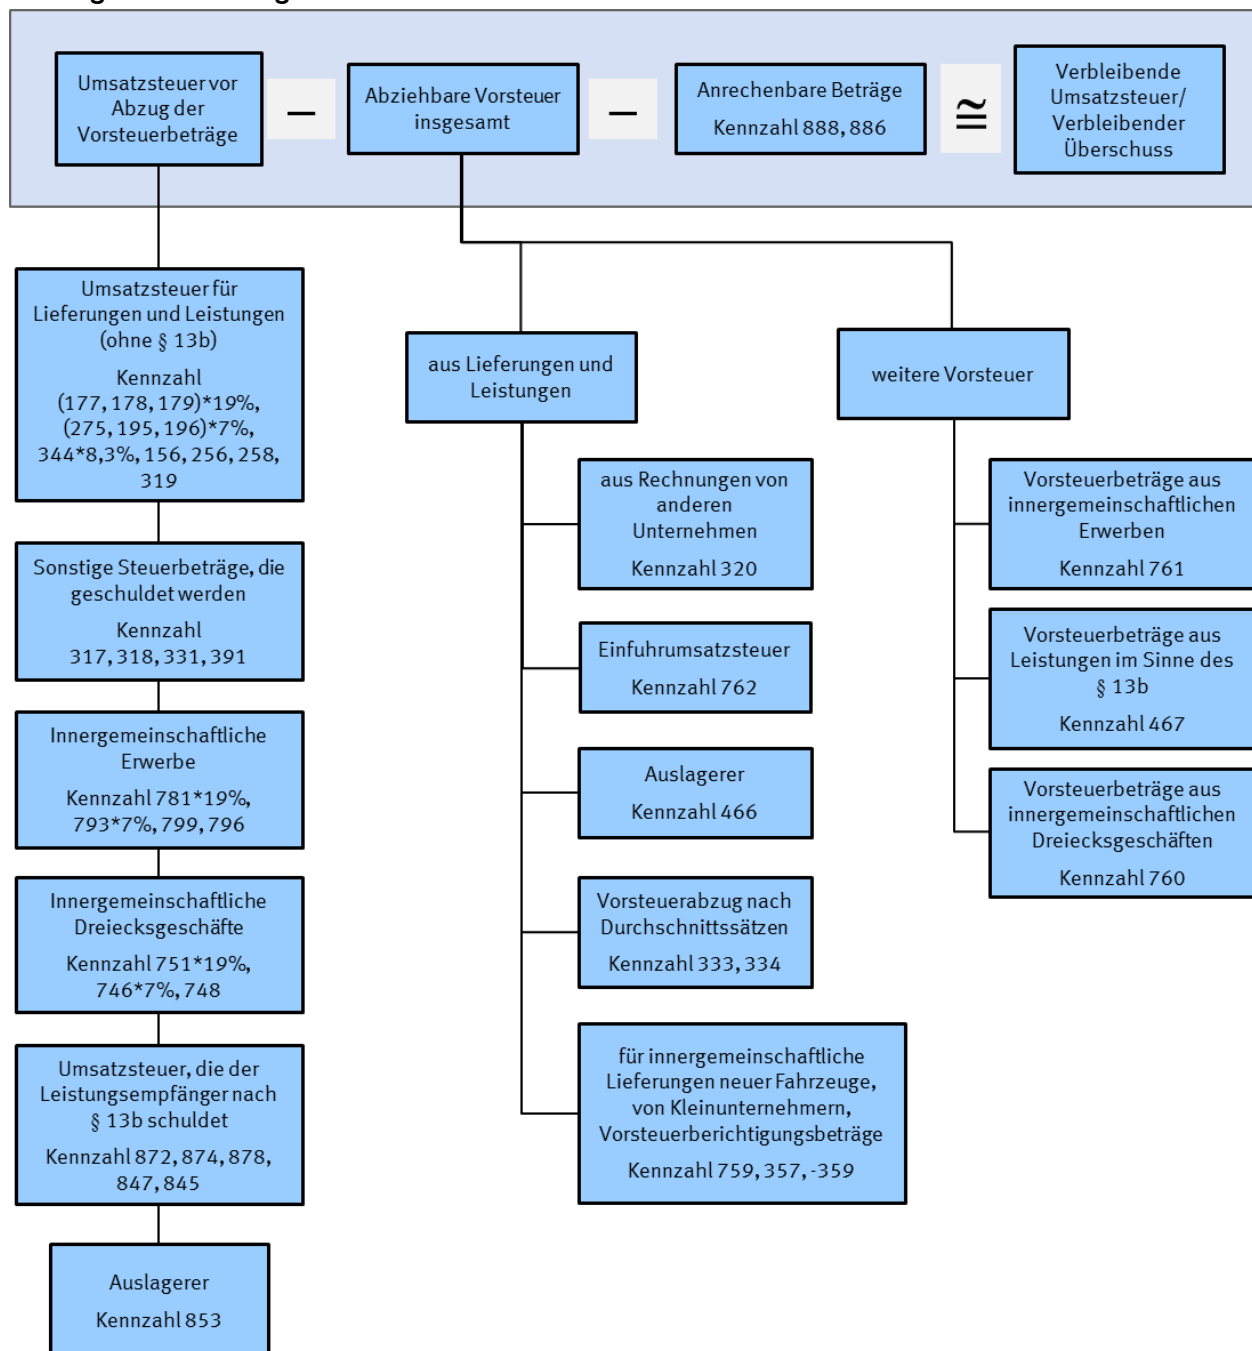 Umsatzsteuer vor
Abzug der
Vorsteuerbeträge
–
Abziehbare Vorsteuer
insgesamt
–
Anrechenbare Beträge
Kennzahl 888, 886
≅
Verbleibende
Umsatzsteuer/
Verbleibender
Überschuss
Umsatzsteuer für
Lieferungen und Leistungen
(ohne § 13b)
Kennzahl
(177, 178, 179)*19%,
(275, 195, 196)*7%,
344*8,3%, 156, 256, 258,
319
Sonstige Steuerbeträge, die
geschuldet werden
Kennzahl
317, 318, 331, 391
Innergemeinschaftliche
Erwerbe
Kennzahl 781*19%,
793*7%, 799, 796
Innergemeinschaftliche
Dreiecksgeschäfte
Kennzahl 751*19%,
746*7%, 748
Umsatzsteuer, die der
Leistungsempfänger nach
§ 13b schuldet
Kennzahl 872, 874, 878,
847, 845
Auslagerer
Kennzahl 853
aus Lieferungen und
Leistungen
aus Rechnungen von
anderen
Unternehmen
Kennzahl 320
Einfuhrumsatzsteuer
Kennzahl 762
Auslagerer
Kennzahl 466
Vorsteuerabzug nach
Durchschnittssätzen
Kennzahl 333, 334
für innergemeinschaftliche
Lieferungen neuer Fahrzeuge,
von Kleinunternehmern,
Vorsteuerberichtigungsbeträge
Kennzahl 759, 357, -359
weitere Vorsteuer
Vorsteuerbeträge aus
innergemeinschaftlichen
Erwerben
Kennzahl 761
Vorsteuerbeträge aus
Leistungen im Sinne des
§ 13b
Kennzahl 467
Vorsteuerbeträge aus
innergemeinschaftlichen
Dreiecksgeschäften
Kennzahl 760